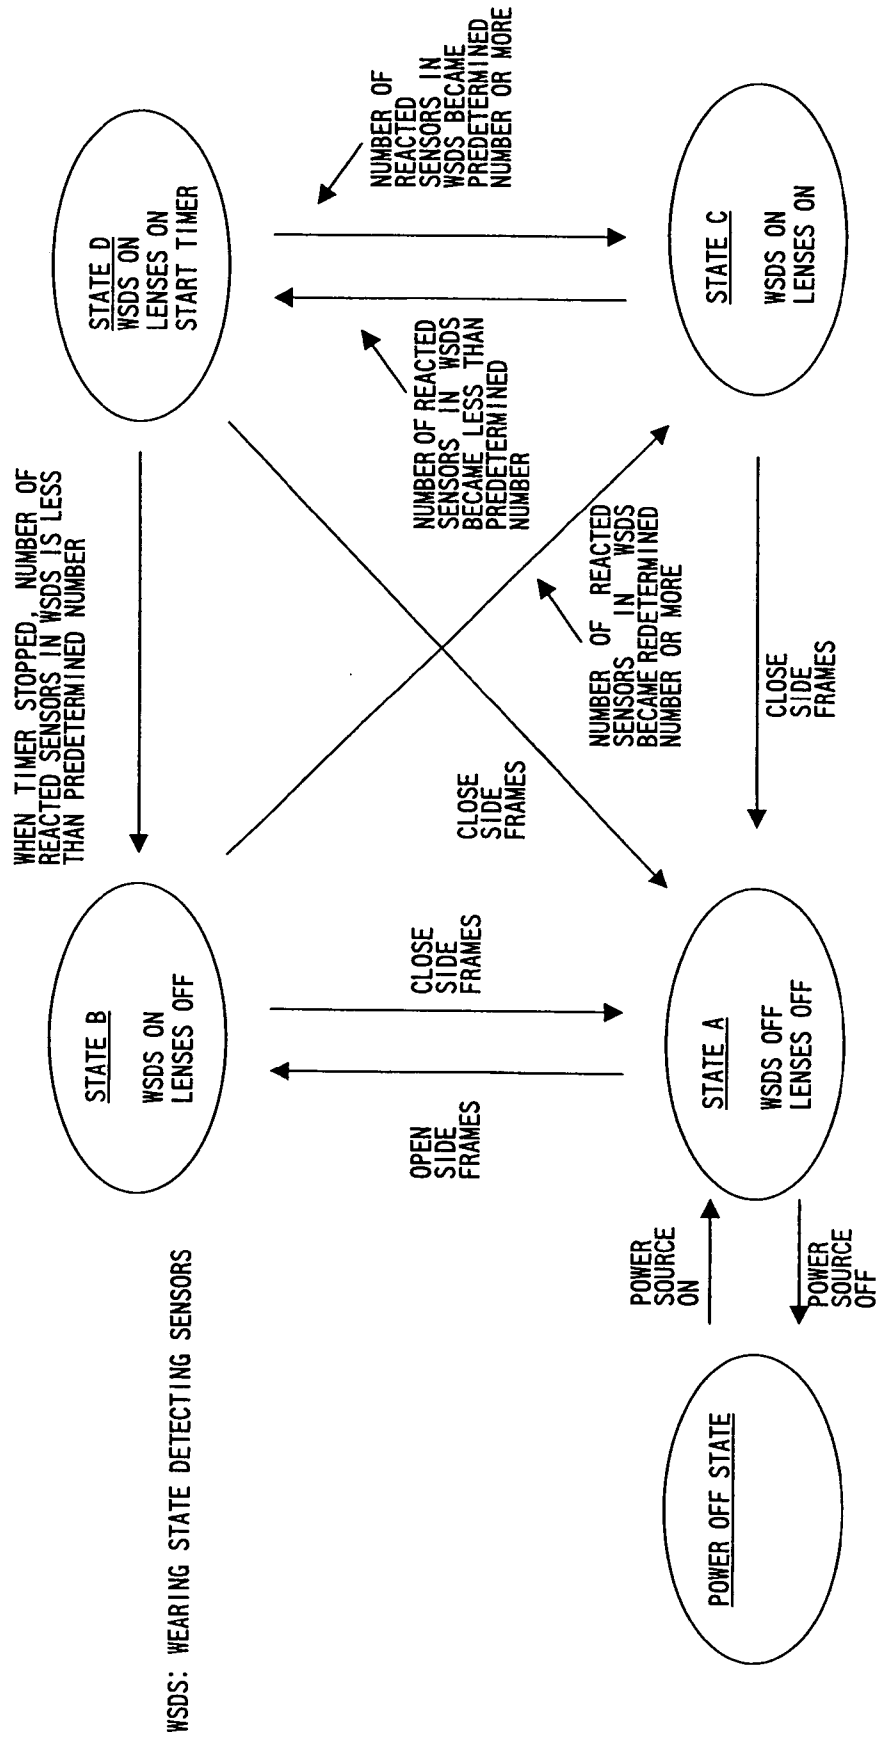 WHEN TIMER STOPPED, NUMBER OF
REACTED SENSORS IN WSDS IS LESS
THAN PREDETERMINED NUMBER
STATE B
WSDS ON
LENSES OFF
STATE D
WSDS ON
LENSES ON
START TIMER
WSDS: WEARING STATE DETECTING SENSORS
OPEN
SIDE
FRAMES
CLOSE
SIDE
FRAMES
CLOSE
SIDE
FRAMES
NUMBER OF REACTED
SENSORS IN WSDS
BECAME LESS THAN
PREDETERMINED
NUMBER
NUMBER OF
REACTED
SENSORS IN
WSDS BECAME
PREDETERMINED
NUMBER OR MORE
NUMBER OF REACTED
SENSORS IN WSDS
BECAME REDETERMINED
NUMBER OR MORE
POWER OFF STATE
POWER
SOURCE
ON
POWER
SOURCE
OFF
STATE A
WSDS OFF
LENSES OFF
CLOSE
SIDE
FRAMES
STATE C
WSDS ON
LENSES ON